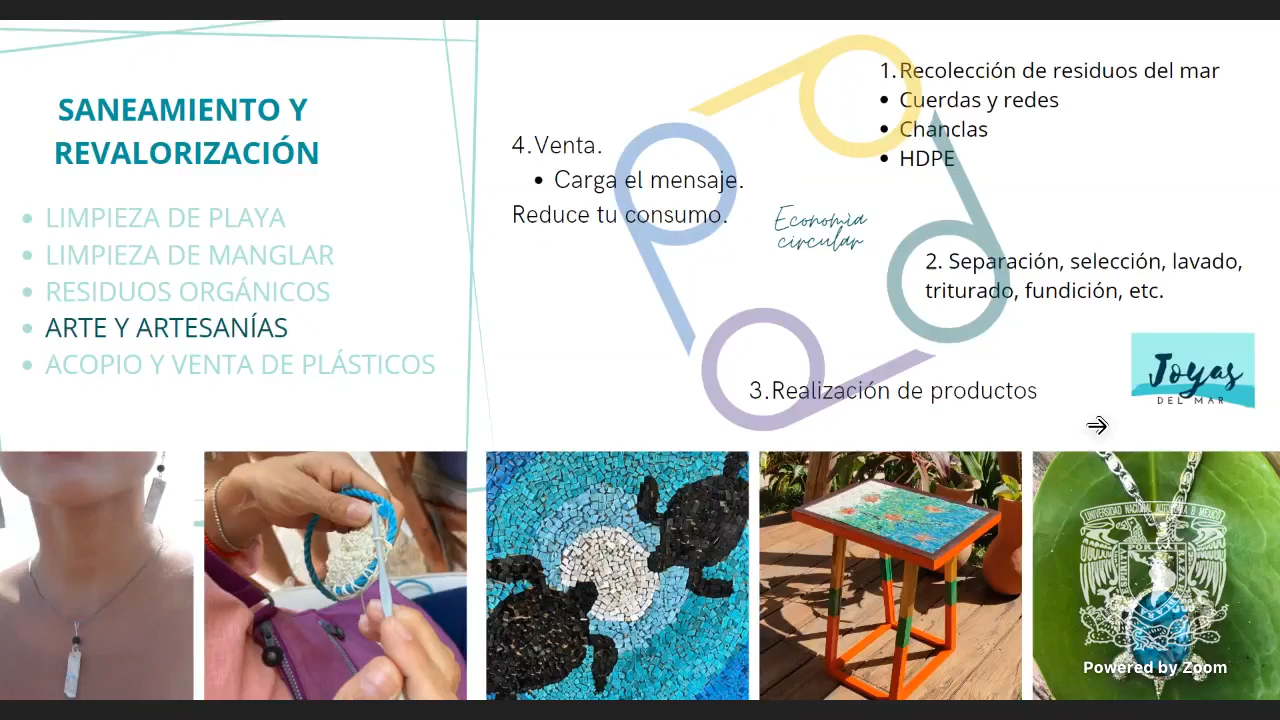 SANEAMIENTO Y
REVALORIZACIÓN
LIMPIEZA DE PLAYA
LIMPIEZA DE MANGLAR
RESIDUOS ORGÁNICOS
ARTE Y ARTESANÍAS
ACOPIO Y VENTA DE PLÁSTICOS
1.Recolección de residuos del mar
Cuerdas y redes
Chanclas
HDPE
2. Separación, selección, lavado,
triturado, fundición, etc.
3.Realización de productos
4.Venta.
Carga el mensaje.
Reduce tu consumo.
Economìa
circular
Joyas
DEL MAR
Powered by Zoom